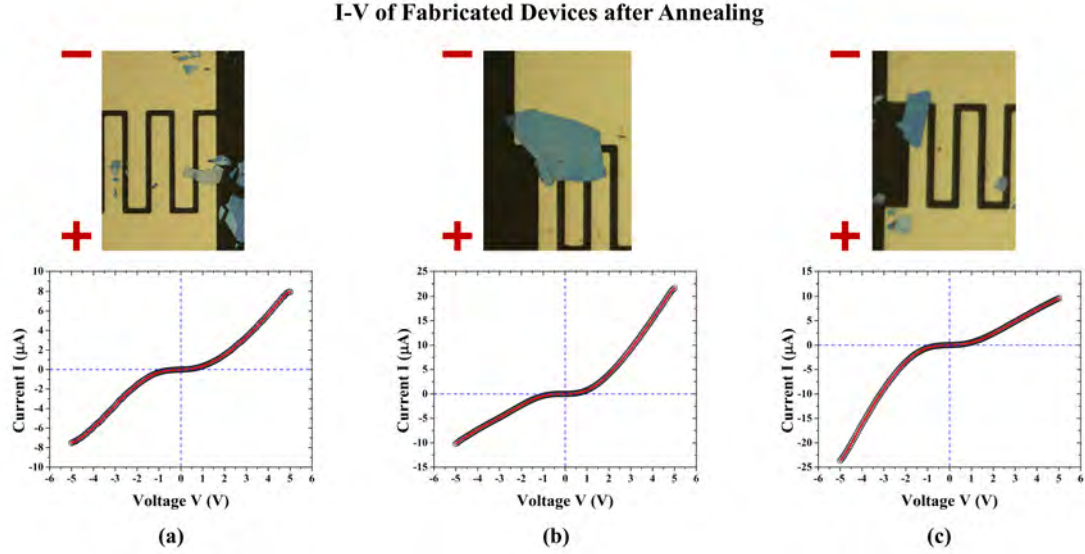 I-V of Fabricated Devices after Annealing
− − −
+ + +
10
8
6
4
2
0
-2
-4
-6
-8
-10
Current I (μA)
-6 -5 -4 -3 -2 -1 0 1 2 3 4 5 6
Voltage V (V)
(a)
25
20
15
10
5
0
-5
-10
-15
Current I (μA)
-6 -5 -4 -3 -2 -1 0 1 2 3 4 5 6
Voltage V (V)
(b)
15
10
5
0
-5
-10
-15
-20
-25
Current I (μA)
-6 -5 -4 -3 -2 -1 0 1 2 3 4 5 6
Voltage V (V)
(c)